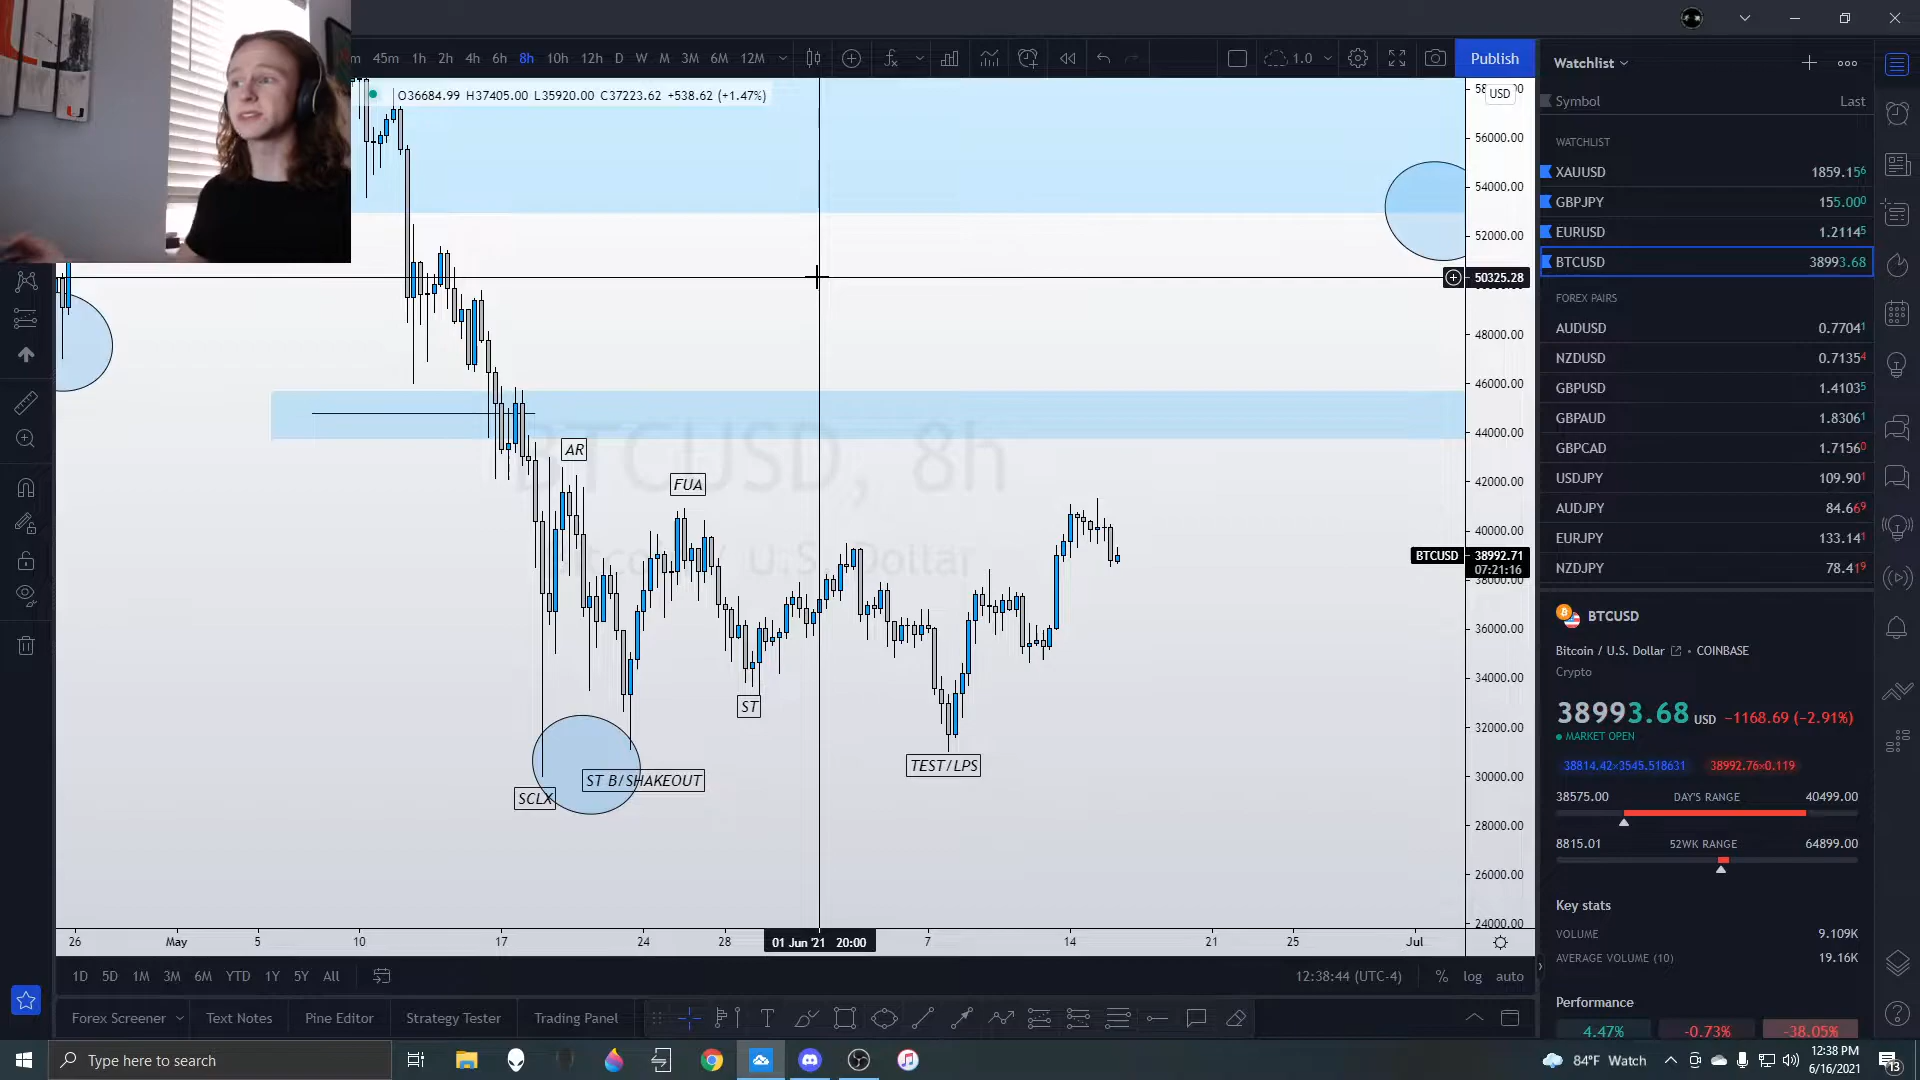 45m 1h 2h 4h 6h 8h 10h 12h D W M 3M 6M 12M 1.0 Publish
O36684.99 H37405.00 L35920.00 C37223.62 +538.62 (+1.47%)
USD
56000.00
54000.00
52000.00
50325.28
48000.00
46000.00
44000.00
42000.00
40000.00
BTCUSD 38992.71
07:21:16
38000.00
36000.00
34000.00
32000.00
30000.00
28000.00
26000.00
24000.00
BTCUSD, 8h
Bitcoin / U.S. Dollar
AR
FUA
ST
TEST/LPS
ST B/SHAKEOUT
SCLX
26 May 5 10 17 24 28 01 Jun '21 20:00 7 14 21 25 Jul
1D 5D 1M 3M 6M YTD 1Y 5Y All
12:38:44 (UTC-4) % log auto
Forex Screener Text Notes Pine Editor Strategy Tester Trading Panel
Watchlist
Symbol Last
WATCHLIST
XAUUSD 1859.156
GBPJPY 155.000
EURUSD 1.21145
BTCUSD 38993.68
FOREX PAIRS
AUDUSD 0.77041
NZDUSD 0.71354
GBPUSD 1.41035
GBPAUD 1.83061
GBPCAD 1.71560
USDJPY 109.901
AUDJPY 84.669
EURJPY 133.141
NZDJPY 78.419
BTCUSD
Bitcoin / U.S. Dollar • COINBASE
Crypto
38993.68 USD −1168.69 (−2.91%)
MARKET OPEN
38814.42×3545.518631 38992.76×0.119
38575.00 DAY'S RANGE 40499.00
8815.01 52WK RANGE 64899.00
Key stats
VOLUME 9.109K
AVERAGE VOLUME (10) 19.16K
Performance
4.47% -0.73% -38.05%
Type here to search
84°F Watch
12:38 PM
6/16/2021
13